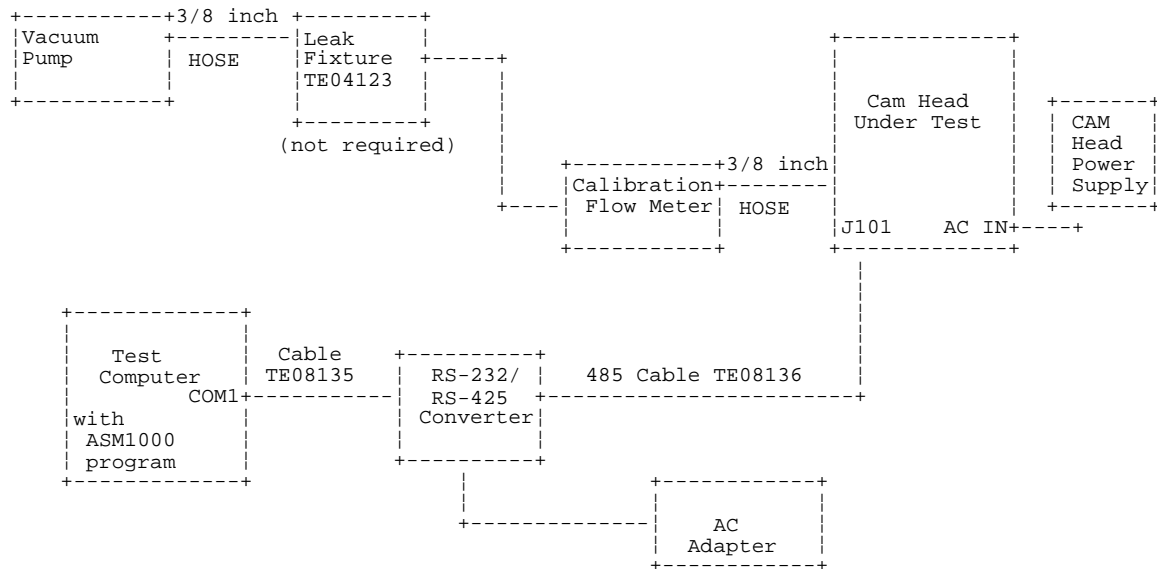 3/8 inch
Vacuum
Pump
HOSE
Leak
Fixture
TE04123
(not required)
Calibration
Flow Meter
3/8 inch
HOSE
Cam Head
Under Test
J101 AC IN
CAM
Head
Power
Supply
Test
Computer
COM1
with
ASM1000
program
Cable
TE08135
RS-232/
RS-425
Converter
485 Cable TE08136
AC
Adapter